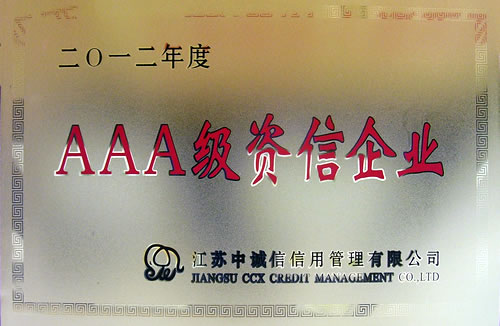 二〇一二年度
AAA级资信企业
江苏中诚信信用管理有限公司
JIANGSU CCX CREDIT MANAGEMENT CO.,LTD